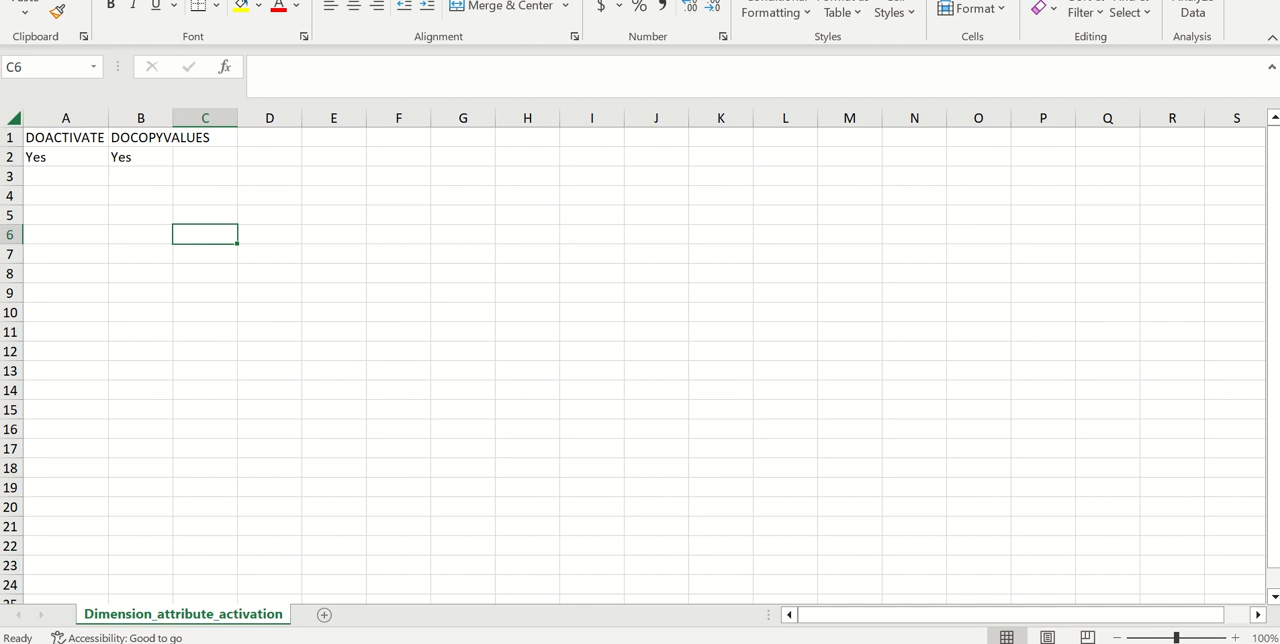 B I U A Merge & Center $ % Formatting Table Styles Format Filter Select Data
Clipboard Font Alignment Number Styles Cells Editing Analysis
C6 fx
A B C D E F G H I J K L M N O P Q R S
1 DOACTIVATE DOCOPYVALUES
2 Yes Yes
3
4
5
6
7
8
9
10
11
12
13
14
15
16
17
18
19
20
21
22
23
24
Dimension_attribute_activation
Ready Accessibility: Good to go 100%